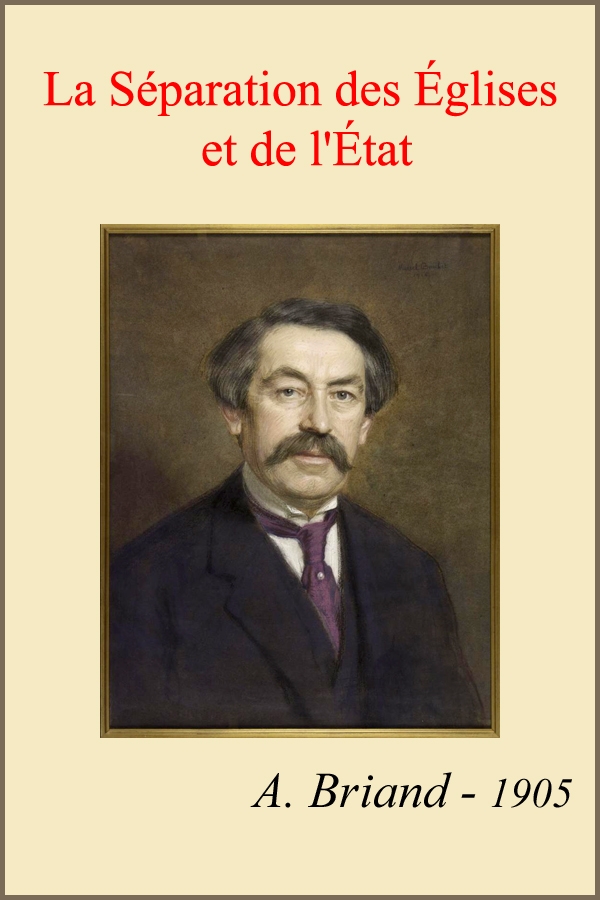 La Séparation des Églises
et de l'État
A. Briand - 1905